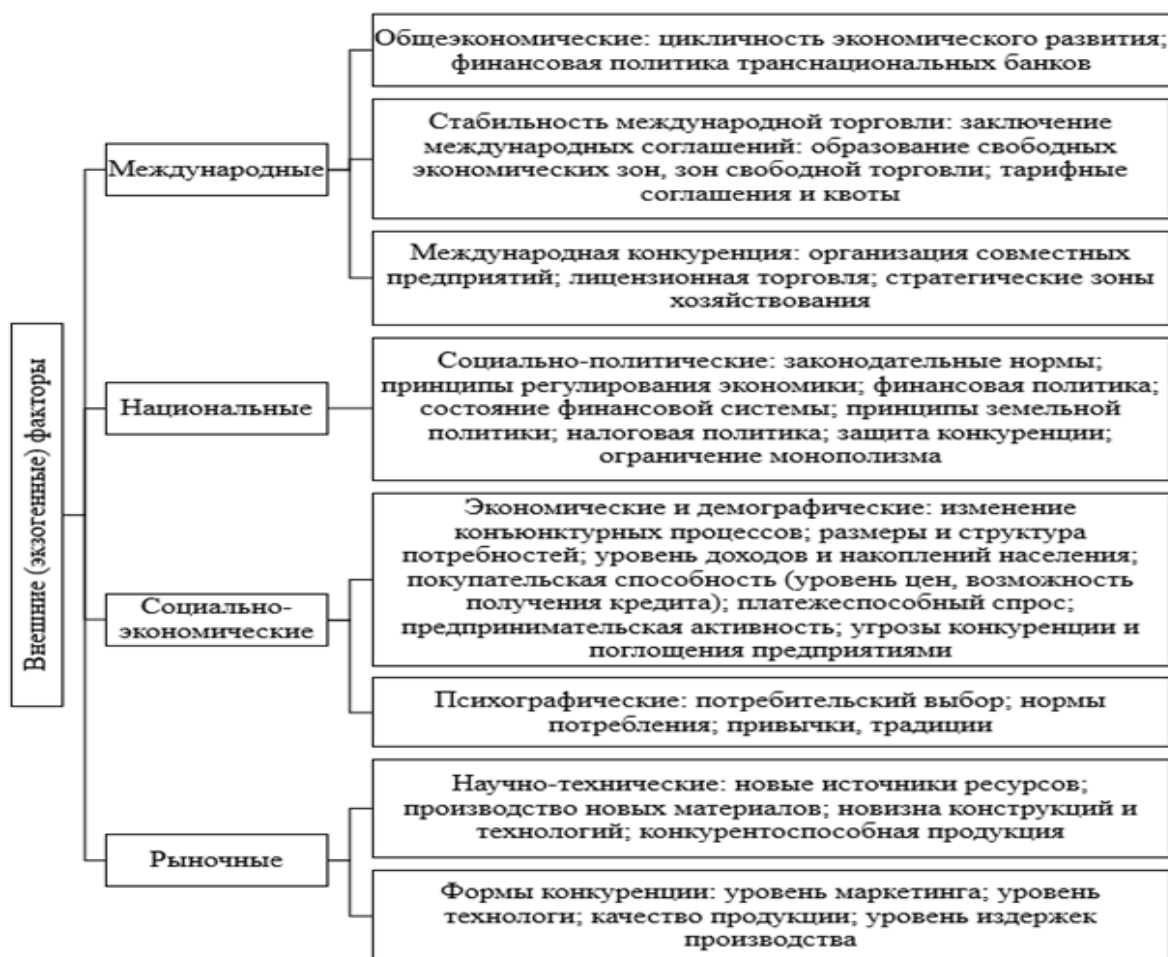 Внешние (экзогенные) факторы
Международные
Общеэкономические: цикличность экономического развития;
финансовая политика транснациональных банков
Стабильность международной торговли: заключение
международных соглашений: образование свободных
экономических зон, зон свободной торговли; тарифные
соглашения и квоты
Международная конкуренция: организация совместных
предприятий; лицензионная торговля; стратегические зоны
хозяйствования
Национальные
Социально-политические: законодательные нормы;
принципы регулирования экономики; финансовая политика;
состояние финансовой системы; принципы земельной
политики; налоговая политика; защита конкуренции;
ограничение монополизма
Социально-
экономические
Экономические и демографические: изменение
конъюнктурных процессов; размеры и структура
потребностей; уровень доходов и накоплений населения;
покупательская способность (уровень цен, возможность
получения кредита); платежеспособный спрос;
предпринимательская активность; угрозы конкуренции и
поглощения предприятиями
Психографические: потребительский выбор; нормы
потребления; привычки, традиции
Рыночные
Научно-технические: новые источники ресурсов;
производство новых материалов; новизна конструкций и
технологий; конкурентоспособная продукция
Формы конкуренции: уровень маркетинга; уровень
технологи; качество продукции; уровень издержек
производства